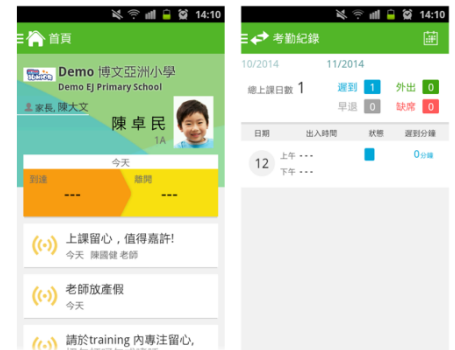 14:10
首頁
Demo 博文亞洲小學
Demo EJ Primary School
家長, 陳大文
陳卓民
1A
今天
到達 離開
--- ---
上課留心，值得嘉許!
今天 陳國健 老師
老師放產假
今天
請於training 內專注留心,
14:10
考勤紀錄
10/2014 11/2014
總上課日數 1 遲到 1 外出 0
早退 0 缺席 0
日期 出入時間 狀態 遲到分鐘
12 上午 --- 0分鐘
下午 ---